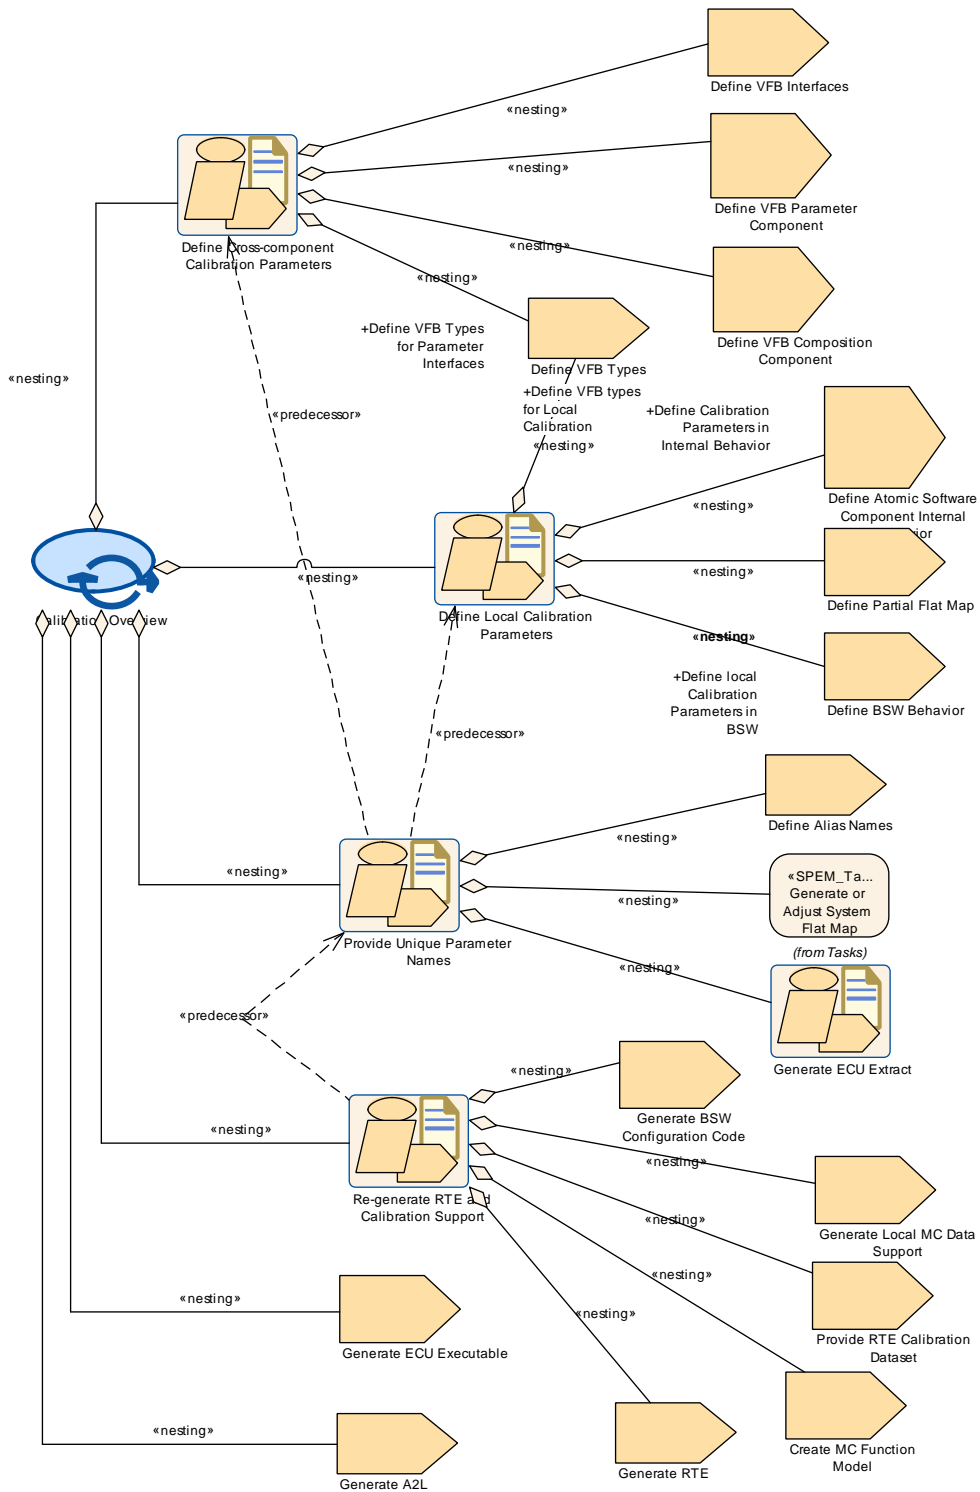 Define VFB Interfaces
«nesting»
«nesting»
Define VFB Parameter
Component
Define Cross-component
Calibration Parameters
«nesting»
«nesting»
+Define VFB Types
for Parameter
Interfaces
Define VFB Composition
Component
Define VFB Types
«nesting»
+Define VFB types
for Local
Calibration
«nesting»
«predecessor»
+Define Calibration
Parameters in
Internal Behavior
«nesting»
Define Atomic Software
Component Internal
«nesting»
«nesting»
Define Partial Flat Map
Calibration Overview
Define Local Calibration
Parameters
«nesting»
+Define local
Calibration
Parameters in
BSW
Define BSW Behavior
«predecessor»
Define Alias Names
«nesting»
«nesting»
«nesting»
«SPEM_Ta...
Generate or
Adjust System
Flat Map
(from Tasks)
Provide Unique Parameter
Names
«nesting»
«predecessor»
Generate ECU Extract
«nesting»
Generate BSW
Configuration Code
«nesting»
«nesting»
Re-generate RTE and
Calibration Support
«nesting»
Generate Local MC Data
Support
«nesting»
«nesting»
«nesting»
Provide RTE Calibration
Dataset
Generate ECU Executable
«nesting»
Create MC Function
Model
Generate RTE
Generate A2L